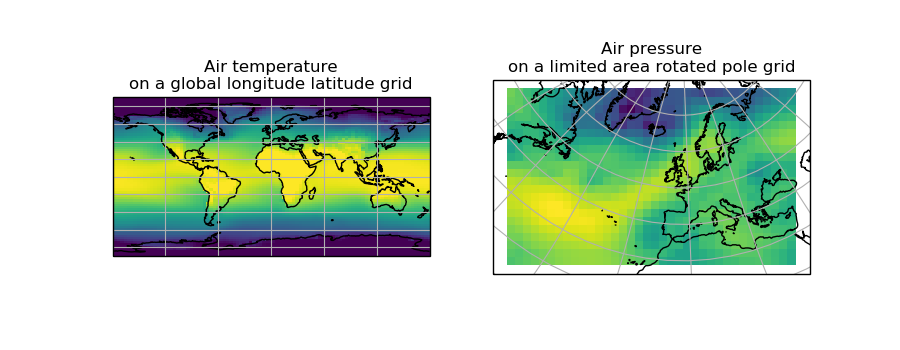 Air temperature
on a global longitude latitude grid
Air pressure
on a limited area rotated pole grid